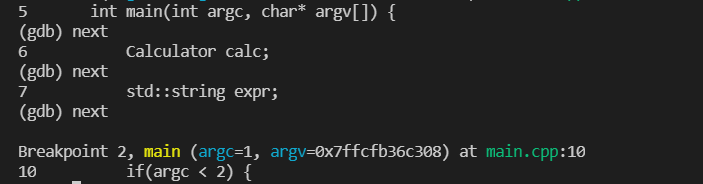 5       int main(int argc, char* argv[]) {
(gdb) next
6           Calculator calc;
(gdb) next
7           std::string expr;
(gdb) next

Breakpoint 2, main (argc=1, argv=0x7ffcfb36c308) at main.cpp:10
10          if(argc < 2) {